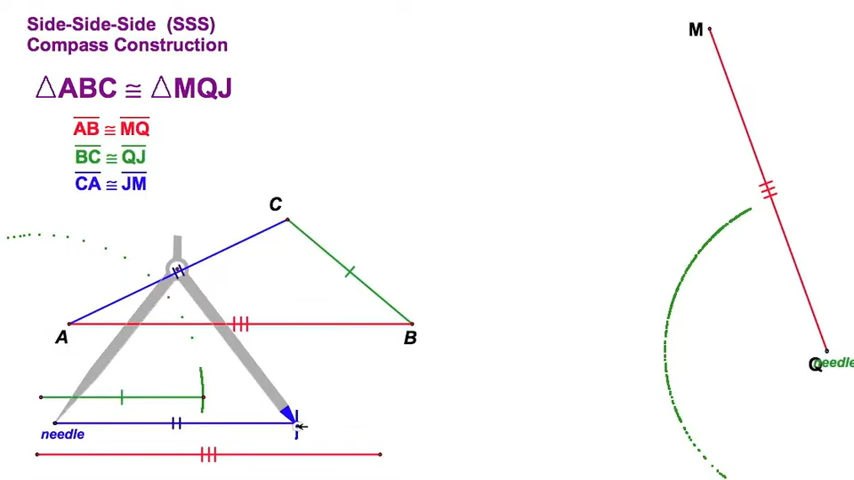 Side-Side-Side (SSS)
Compass Construction
△ABC ≅ △MQJ
AB ≅ MQ
BC ≅ QJ
CA ≅ JM
M
C
A
B
Q
needle
needle